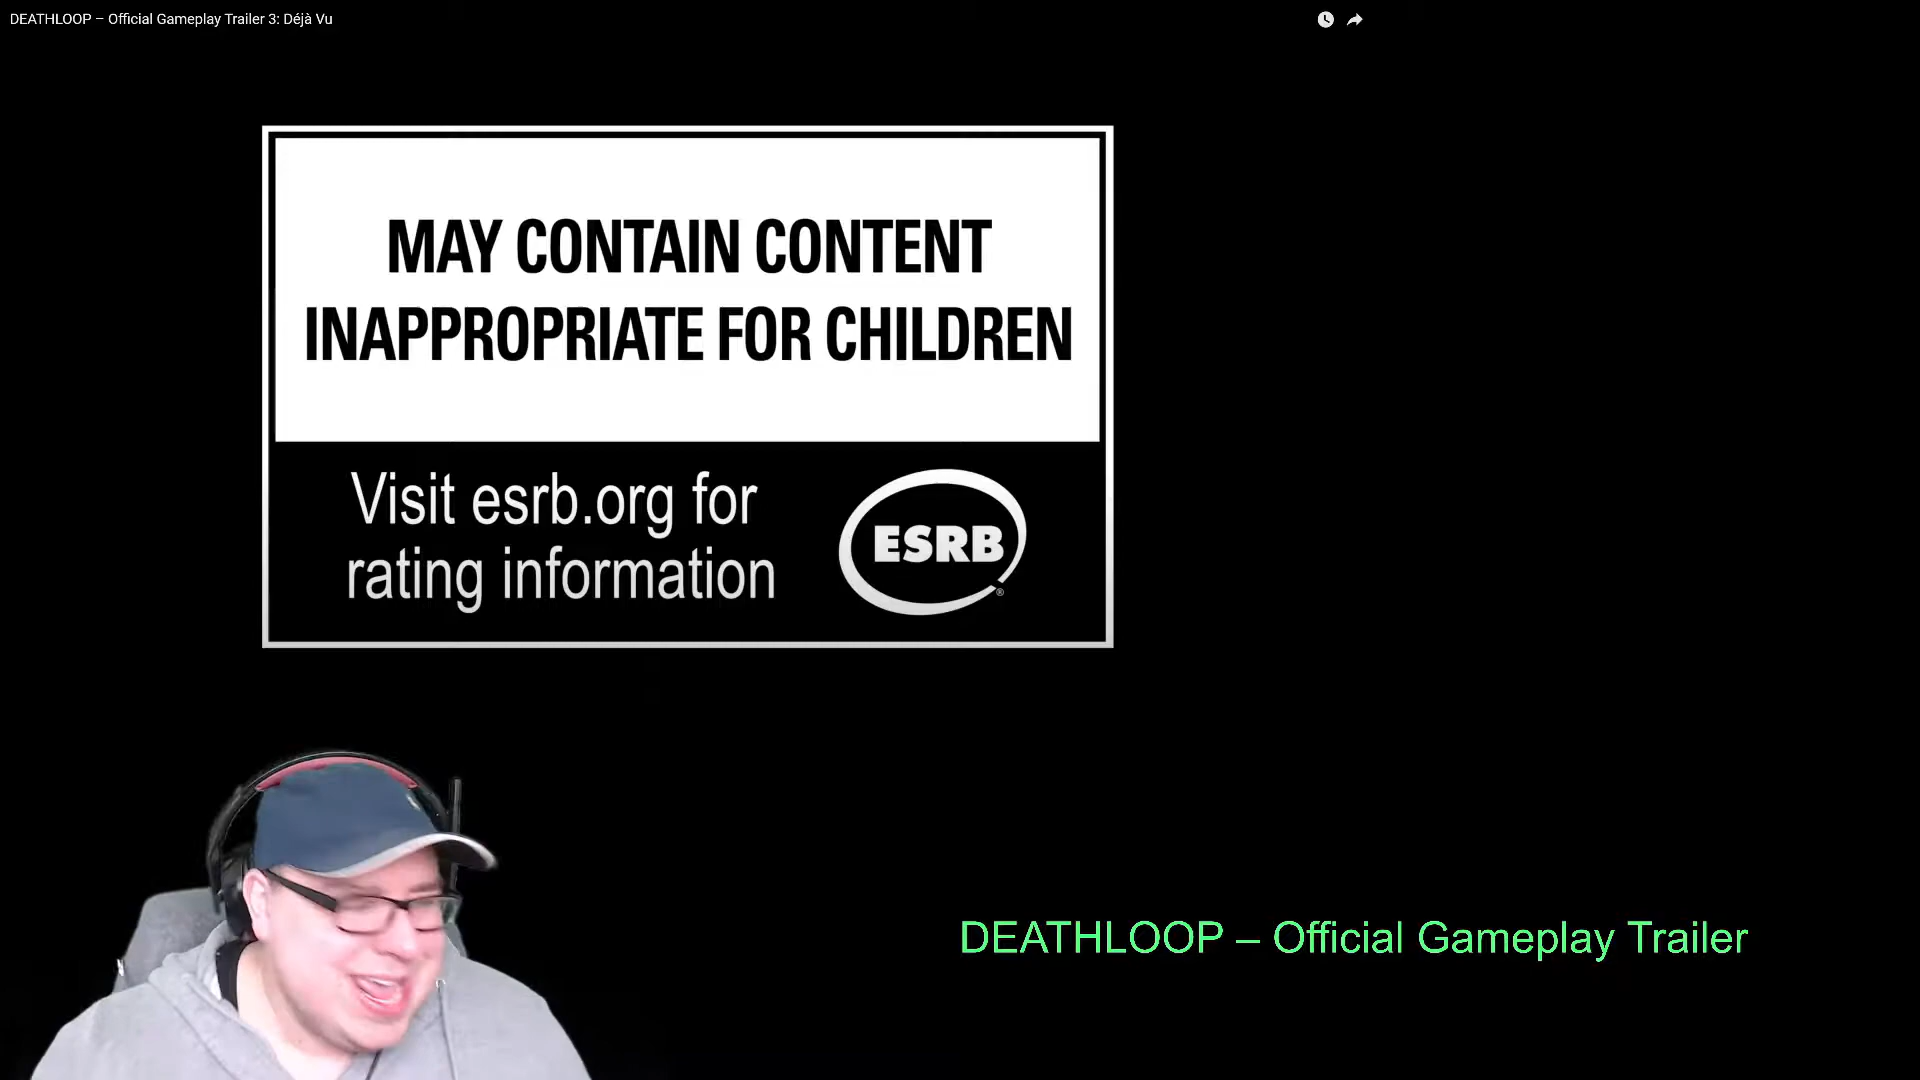 DEATHLOOP – Official Gameplay Trailer 3: Déjà Vu
MAY CONTAIN CONTENT
INAPPROPRIATE FOR CHILDREN
Visit esrb.org for
rating information
ESRB
®
DEATHLOOP – Official Gameplay Trailer